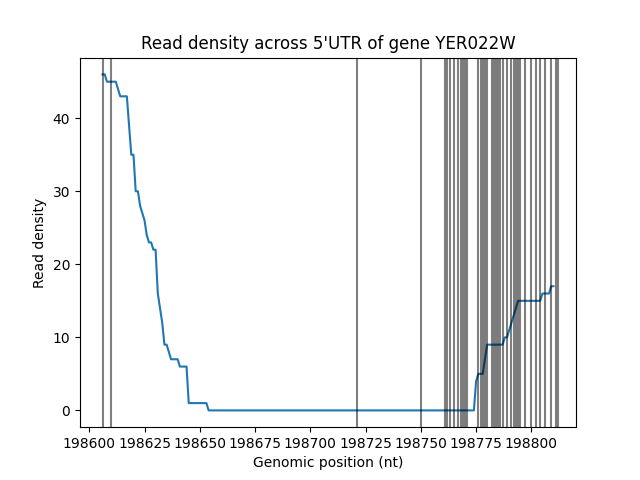 Read density across 5'UTR of gene YER022W
Read density
40
30
20
10
0
198600 198625 198650 198675 198700 198725 198750 198775 198800
Genomic position (nt)